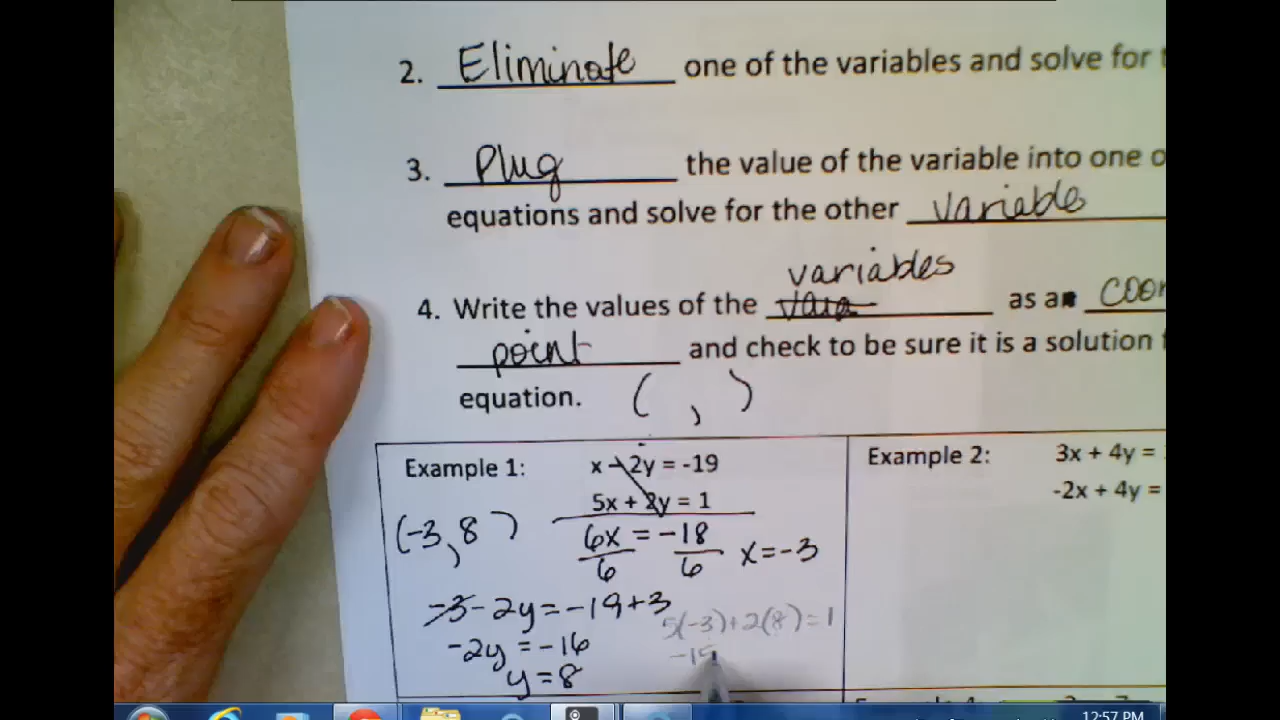 2. Eliminate one of the variables and solve for
3. Plug the value of the variable into one o
equations and solve for the other variable
variables
4. Write the values of the vara as a coor
point and check to be sure it is a solution
equation. ( , )
Example 1: x - 2y = -19
5x + 2y = 1
(-3, 8) 6x = -18
6 6 x = -3
-3 - 2y = -19 + 3
5(-3) + 2(8) = 1
-2y = -16
-15
y = 8
Example 2: 3x + 4y =
-2x + 4y =
12:57 PM